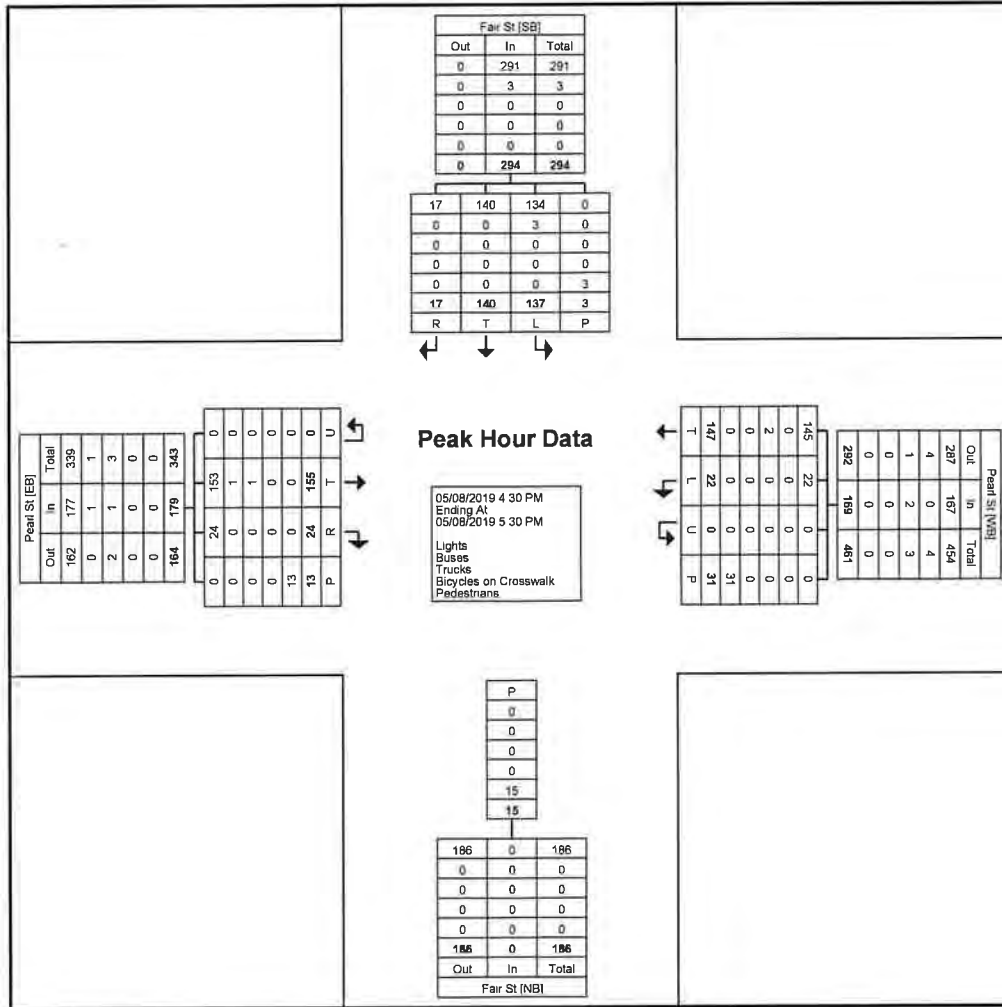 Fair St [SB]
Out In Total
0 291 291
0 3 3
0 0 0
0 0 0
0 0 0
0 294 294
17 140 134 0
0 0 3 0
0 0 0 0
0 0 0 0
0 0 0 3
17 140 137 3
R T L P
Pearl St [EB]
Out In Total
162 177 339
0 1 1
2 1 3
0 0 0
0 0 0
164 179 343
0 24 153 0
0 0 1 0
0 0 1 0
0 0 0 0
13 0 0 0
13 24 155 0
P R T U
Peak Hour Data
05/08/2019 4 30 PM
Ending At
05/08/2019 5 30 PM
Lights
Buses
Trucks
Bicycles on Crosswalk
Pedestrians
Pearl St [WB]
Out In Total
287 167 454
4 0 4
1 2 3
0 0 0
0 0 0
292 169 461
145 22 0 0
0 0 0 0
2 0 0 0
0 0 0 0
0 0 0 31
147 22 0 31
T L U P
P
0
0
0
0
15
15
186 0 186
0 0 0
0 0 0
0 0 0
0 0 0
186 0 186
Out In Total
Fair St [NB]